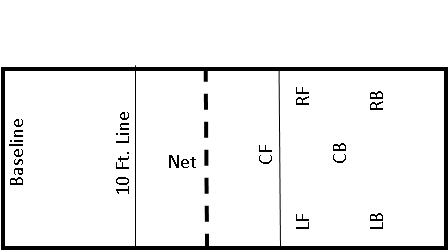 Baseline
10 Ft. Line
Net
CF
RF
LF
CB
RB
LB